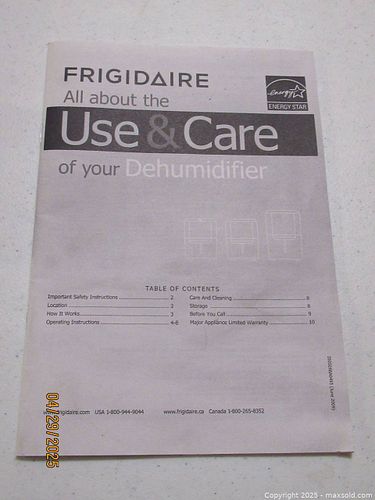 FRIGIDAIRE
All about the
energy
ENERGY STAR
Use & Care
of your Dehumidifier
TABLE OF CONTENTS
Important Safety Instructions 2
Location 2
How It Works 3
Operating Instructions 4-6
Care And Cleaning 8
Storage 8
Before You Call 9
Major Appliance Limited Warranty 10
.frigidaire.com USA 1-800-944-9044 www.frigidaire.ca Canada 1-800-265-8352
04/29/2025
Copyright 2025 - maxsold.com